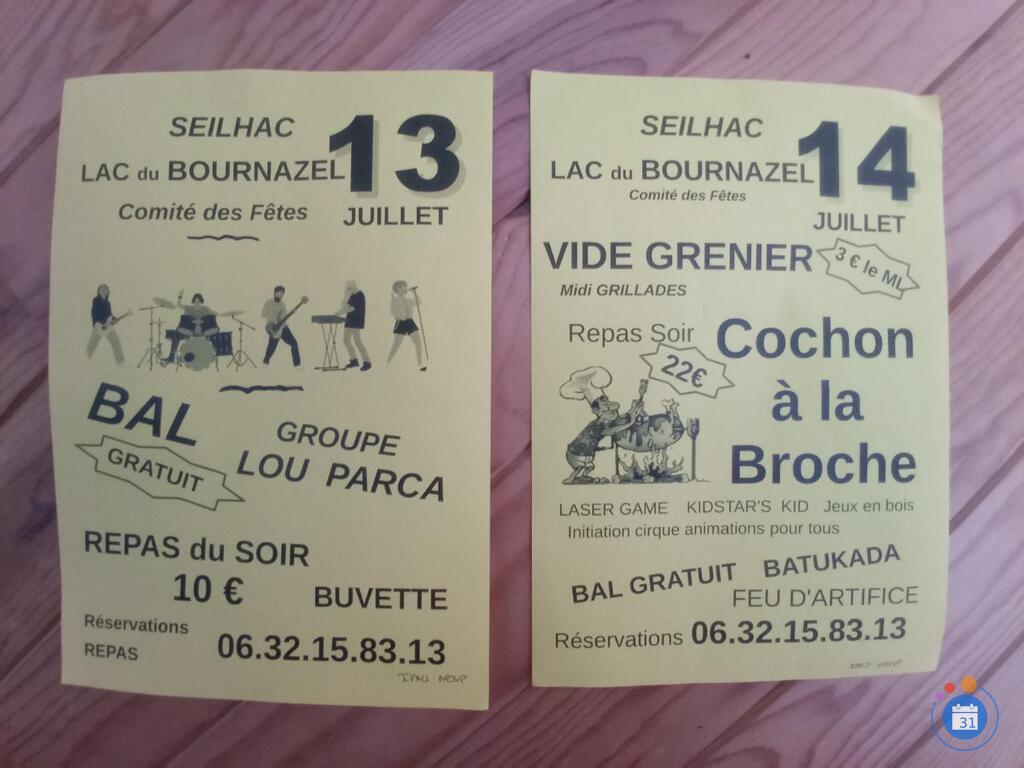 SEILHAC
13
LAC du BOURNAZEL
Comité des Fêtes
JUILLET
BAL
GRATUIT
GROUPE
LOU PARCA
REPAS du SOIR
10 €
BUVETTE
Réservations
REPAS
06.32.15.83.13
SEILHAC
14
LAC du BOURNAZEL
Comité des Fêtes
JUILLET
VIDE GRENIER
3 € le ML
Midi GRILLADES
Repas Soir
22€
Cochon
à la
Broche
LASER GAME KIDSTAR'S KID Jeux en bois
Initiation cirque animations pour tous
BAL GRATUIT BATUKADA
FEU D'ARTIFICE
Réservations 06.32.15.83.13
31